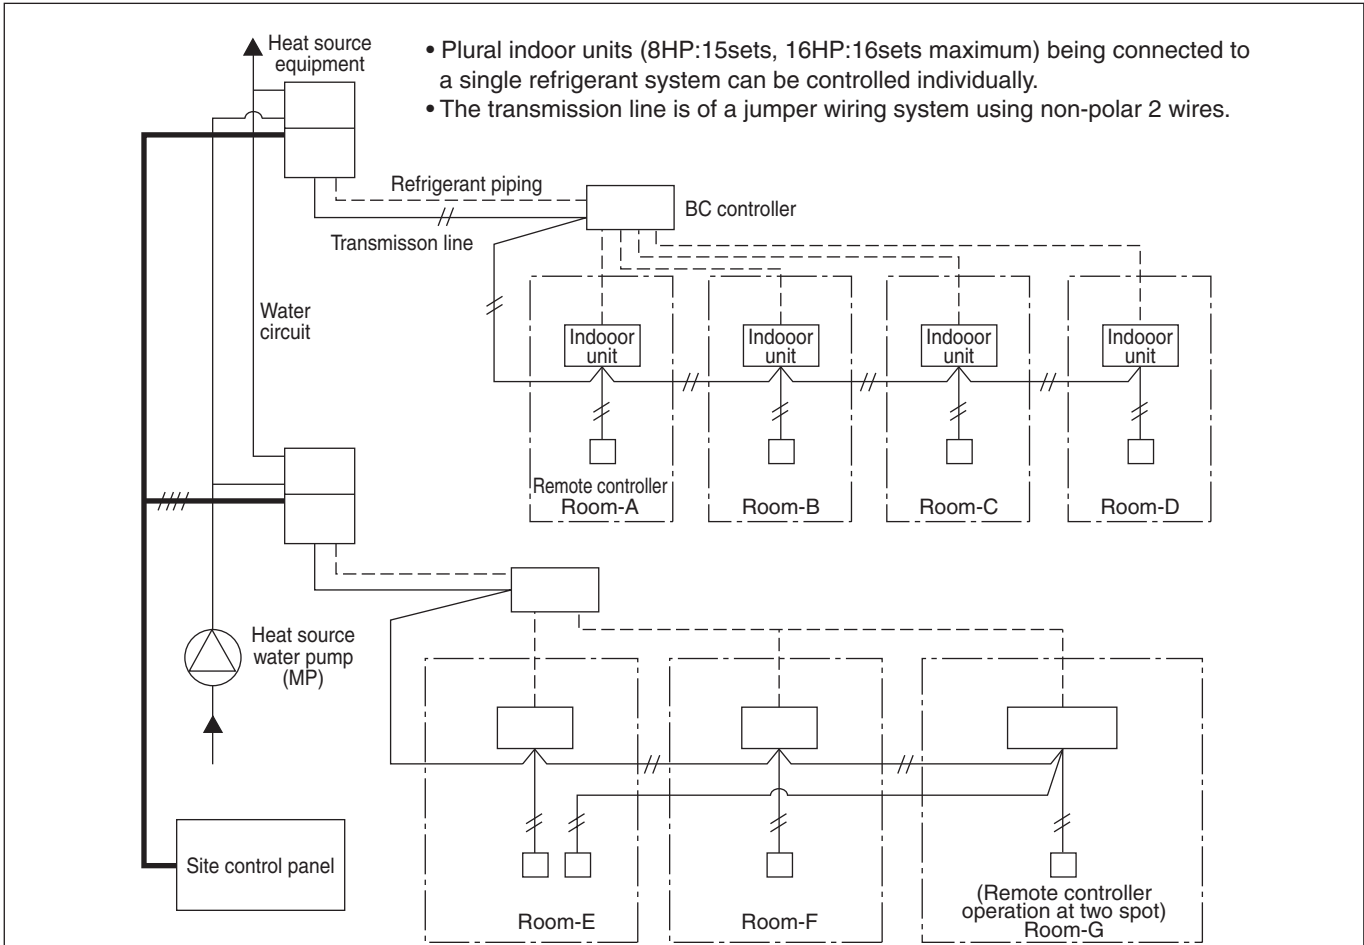 Heat source
equipment
• Plural indoor units (8HP:15sets, 16HP:16sets maximum) being connected to
a single refrigerant system can be controlled individually.
• The transmission line is of a jumper wiring system using non-polar 2 wires.
Refrigerant piping
BC controller
Transmisson line
Water
circuit
Indooor
unit
Indooor
unit
Indooor
unit
Indooor
unit
Remote controller
Room-A
Room-B
Room-C
Room-D
Heat source
water pump
(MP)
Site control panel
Room-E
Room-F
(Remote controller
operation at two spot)
Room-G